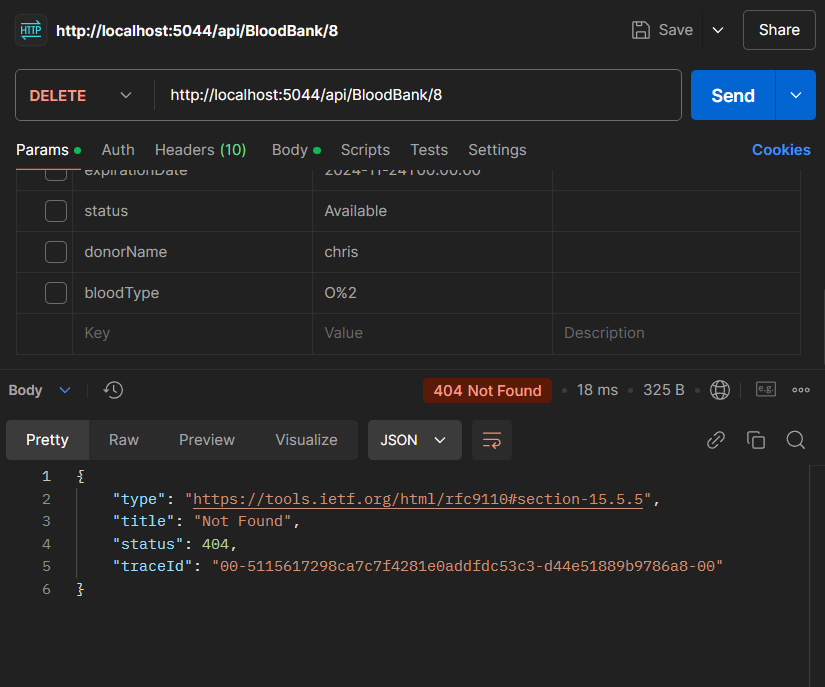 HTTP http://localhost:5044/api/BloodBank/8 Save Share
DELETE http://localhost:5044/api/BloodBank/8 Send
Params Auth Headers (10) Body Scripts Tests Settings Cookies
expirationDate 2024-11-24T00:00:00
status Available
donorName chris
bloodType O%2
Key Value Description
Body 404 Not Found 18 ms 325 B e.g.
Pretty Raw Preview Visualize JSON
1 {
2 "type": "https://tools.ietf.org/html/rfc9110#section-15.5.5",
3 "title": "Not Found",
4 "status": 404,
5 "traceId": "00-5115617298ca7c7f4281e0addfdc53c3-d44e51889b9786a8-00"
6 }